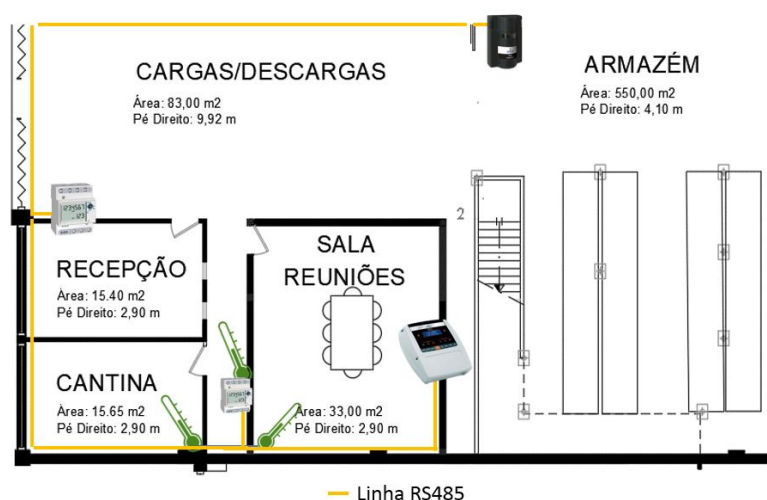 CARGAS/DESCARGAS
Área: 83,00 m2
Pé Direito: 9,92 m
ARMAZÉM
Área: 550,00 m2
Pé Direito: 4,10 m
2
RECEPÇÃO
Área: 15.40 m2
Pé Direito: 2,90 m
SALA
REUNIÕES
CANTINA
Área: 15.65 m2
Pé Direito: 2,90 m
Área: 33,00 m2
Pé Direito: 2,90 m
Linha RS485